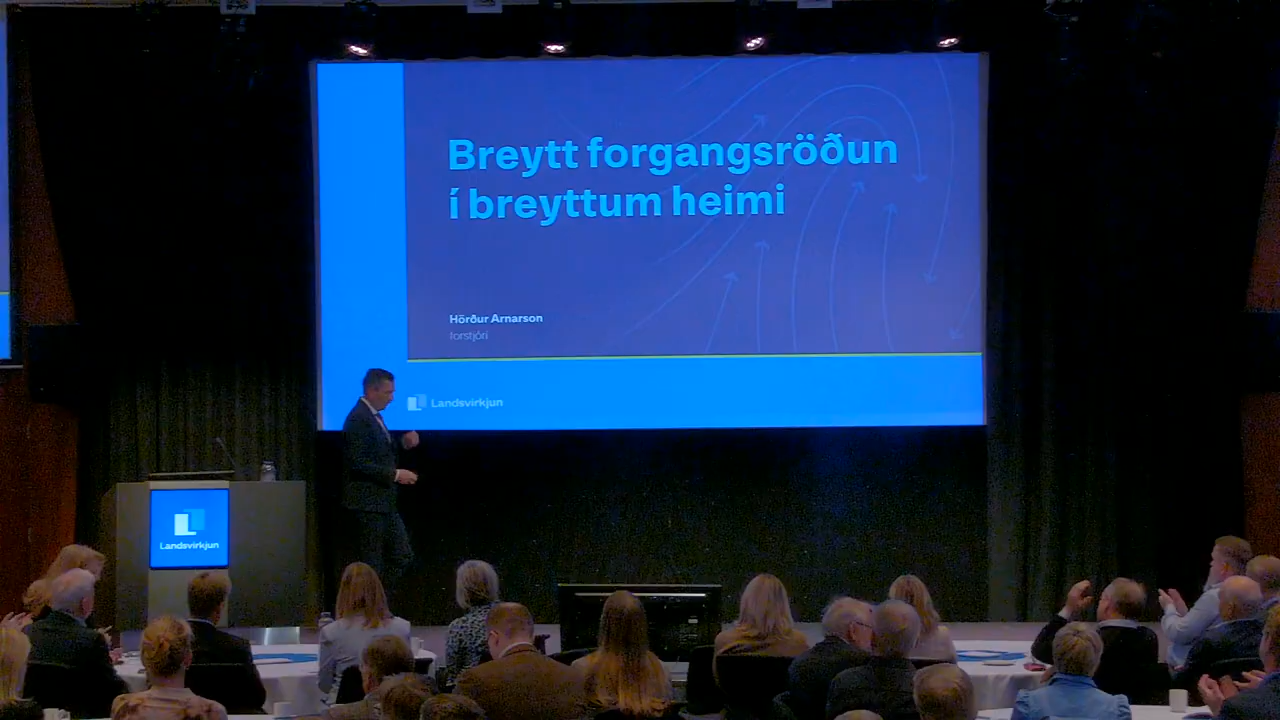 Breytt forgangsröðun
í breyttum heimi
Hörður Arnarson
forstjóri
Landsvirkjun
Landsvirkjun